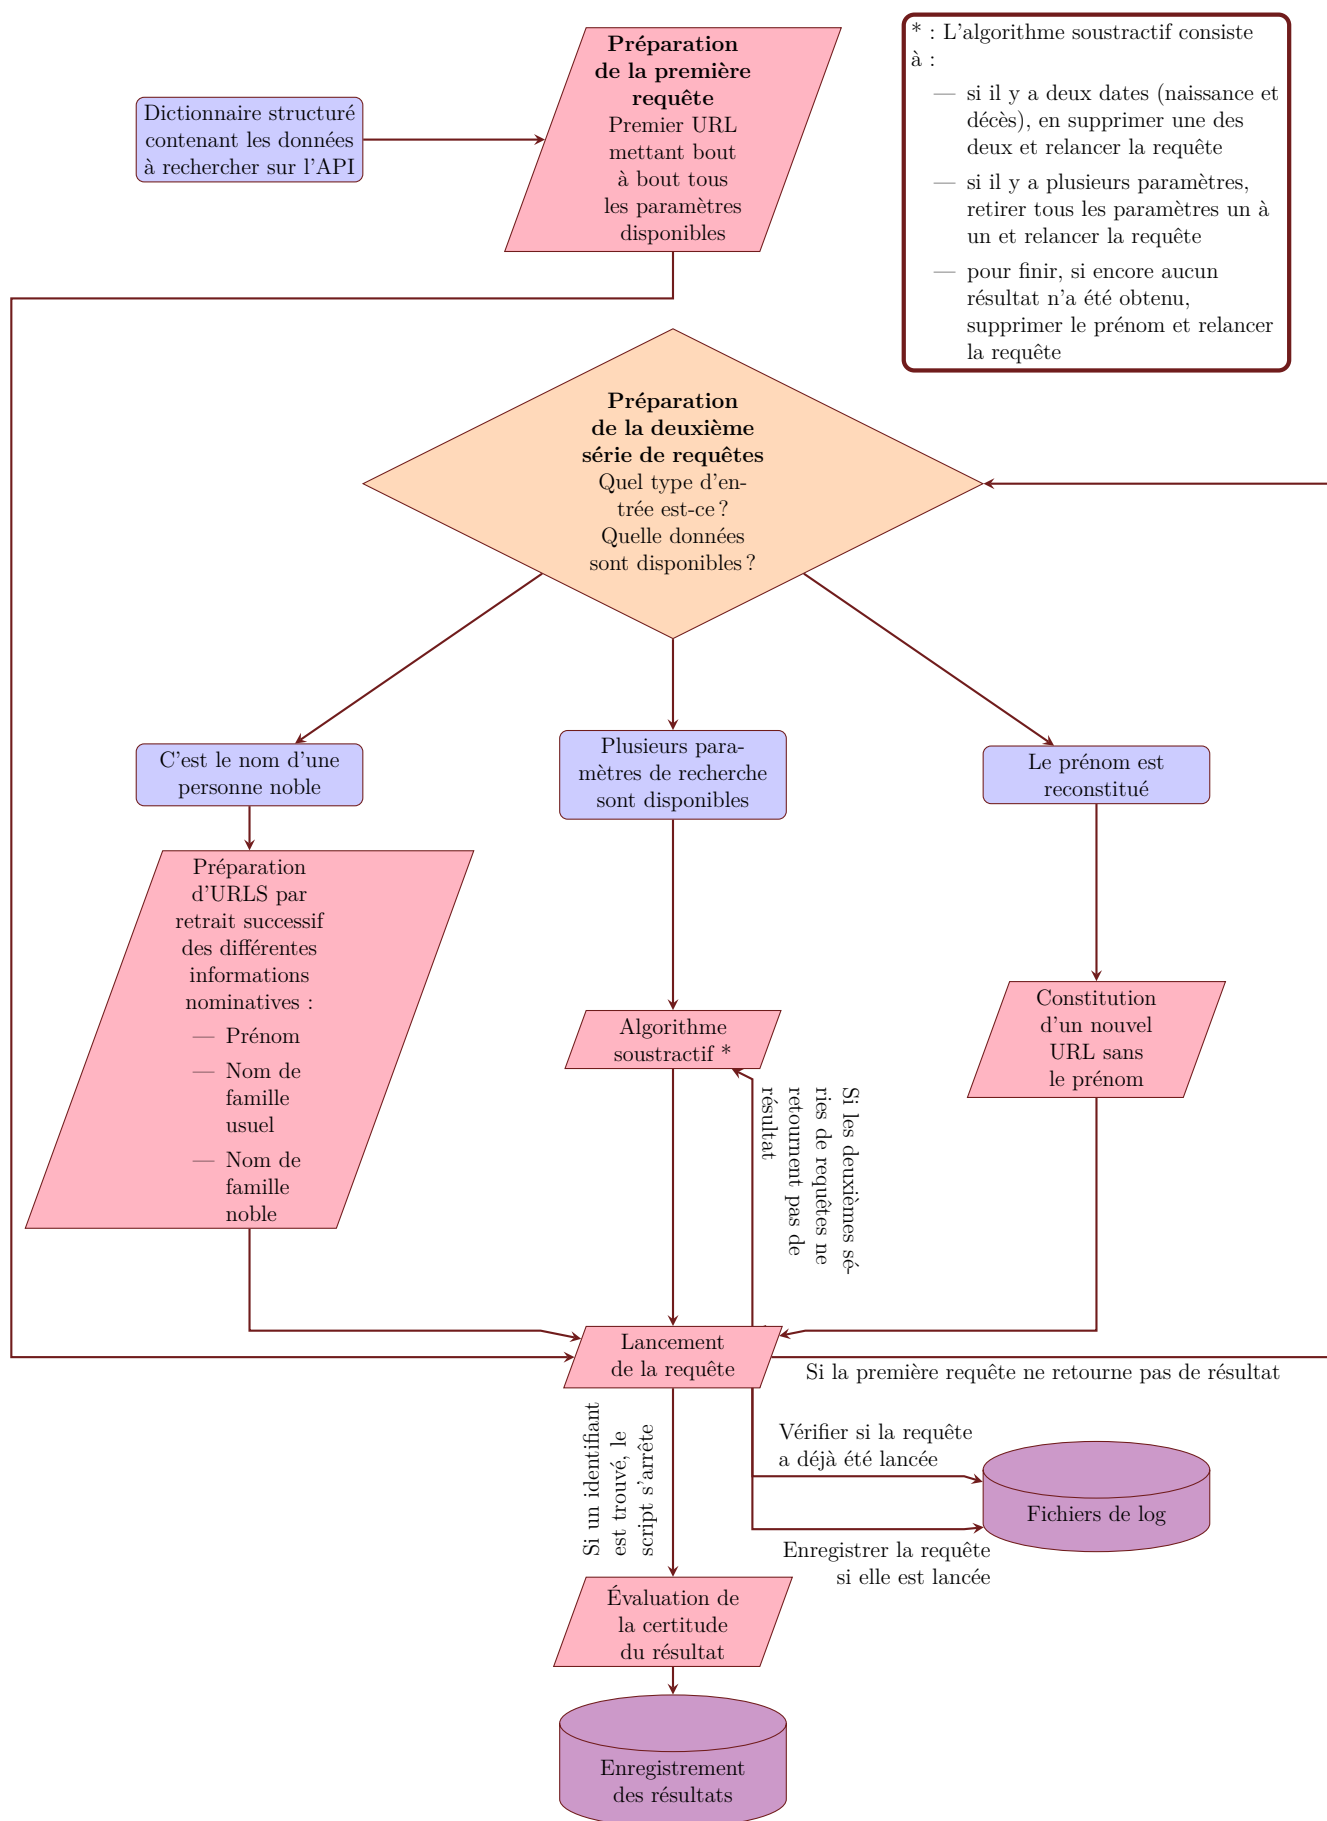 Dictionnaire structuré
contenant les données
à rechercher sur l'API
Préparation
de la première
requête
Premier URL
mettant bout
à bout tous
les paramètres
disponibles
* : L'algorithme soustractif consiste
à :
— si il y a deux dates (naissance et
décès), en supprimer une des
deux et relancer la requête
— si il y a plusieurs paramètres,
retirer tous les paramètres un à
un et relancer la requête
— pour finir, si encore aucun
résultat n'a été obtenu,
supprimer le prénom et relancer
la requête
Préparation
de la deuxième
série de requêtes
Quel type d'en-
trée est-ce ?
Quelle données
sont disponibles ?
C'est le nom d'une
personne noble
Plusieurs para-
mètres de recherche
sont disponibles
Le prénom est
reconstitué
Préparation
d'URLS par
retrait successif
des différentes
informations
nominatives :
— Prénom
— Nom de
famille
usuel
— Nom de
famille
noble
Algorithme
soustractif *
Constitution
d'un nouvel
URL sans
le prénom
Si les deuxièmes sé-
ries de requêtes ne
retournent pas de
résultat
Lancement
de la requête
Si la première requête ne retourne pas de résultat
Si un identifiant
est trouvé, le
script s'arrête
Vérifier si la requête
a déjà été lancée
Fichiers de log
Enregistrer la requête
si elle est lancée
Évaluation de
la certitude
du résultat
Enregistrement
des résultats